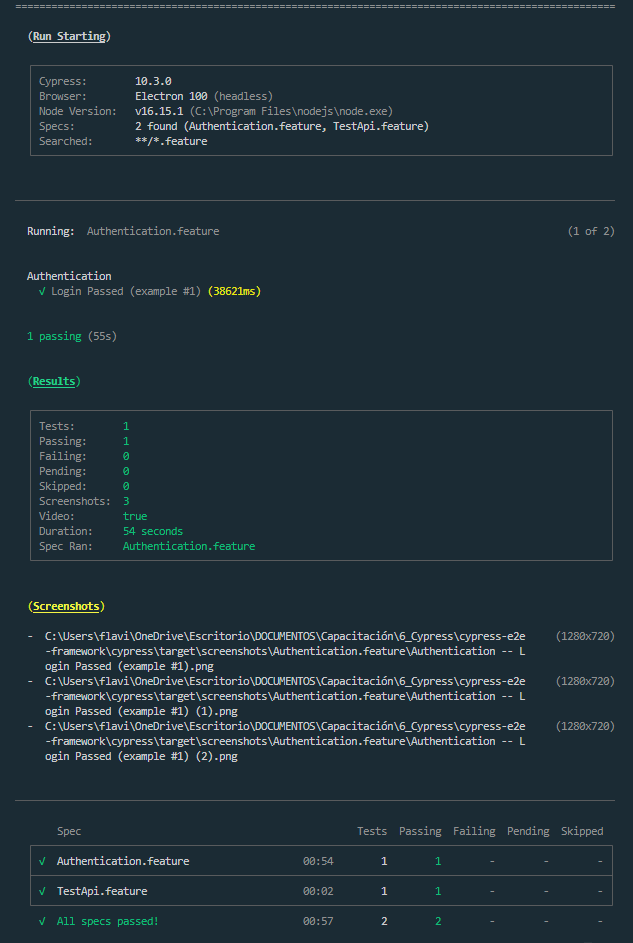 (Run Starting)
Cypress: 10.3.0
Browser: Electron 100 (headless)
Node Version: v16.15.1 (C:\Program Files\nodejs\node.exe)
Specs: 2 found (Authentication.feature, TestApi.feature)
Searched: **/*.feature
Running: Authentication.feature (1 of 2)
Authentication
√ Login Passed (example #1) (38621ms)
1 passing (55s)
(Results)
Tests: 1
Passing: 1
Failing: 0
Pending: 0
Skipped: 0
Screenshots: 3
Video: true
Duration: 54 seconds
Spec Ran: Authentication.feature
(Screenshots)
- C:\Users\flavi\OneDrive\Escritorio\DOCUMENTOS\Capacitación\6_Cypress\cypress-e2e (1280x720)
-framework\cypress\target\screenshots\Authentication.feature\Authentication -- L
ogin Passed (example #1).png
- C:\Users\flavi\OneDrive\Escritorio\DOCUMENTOS\Capacitación\6_Cypress\cypress-e2e (1280x720)
-framework\cypress\target\screenshots\Authentication.feature\Authentication -- L
ogin Passed (example #1) (1).png
- C:\Users\flavi\OneDrive\Escritorio\DOCUMENTOS\Capacitación\6_Cypress\cypress-e2e (1280x720)
-framework\cypress\target\screenshots\Authentication.feature\Authentication -- L
ogin Passed (example #1) (2).png
Spec Tests Passing Failing Pending Skipped
√ Authentication.feature 00:54 1 1 - - -
√ TestApi.feature 00:02 1 1 - - -
√ All specs passed! 00:57 2 2 - - -